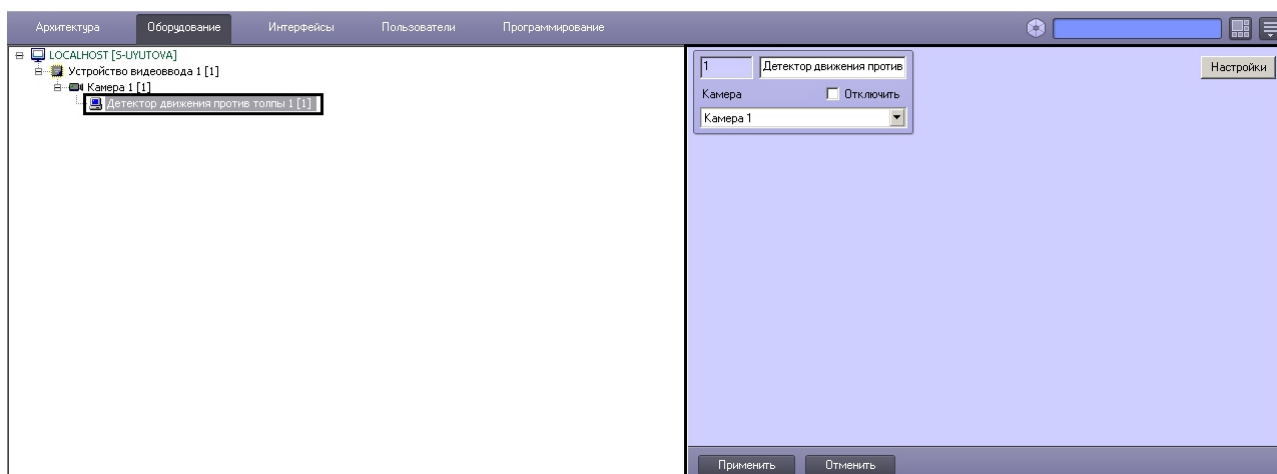 Архитектура Оборудование Интерфейсы Пользователи Программирование
LOCALHOST [S-UYUTOVA]
Устройство видеоввода 1 [1]
Камера 1 [1]
Детектор движения против толпы 1 [1]
1 Детектор движения против
Настройки
Камера Отключить
Камера 1
Применить Отменить